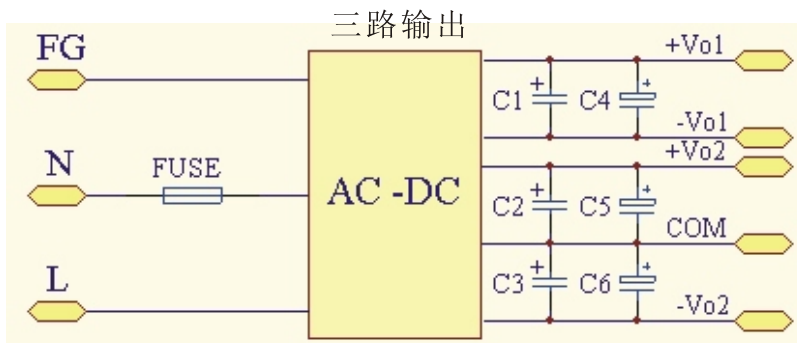 三路输出
FG
+Vo1
C1
C4
-Vo1
N
FUSE
+Vo2
AC -DC
C2
C5
COM
L
C3
C6
-Vo2